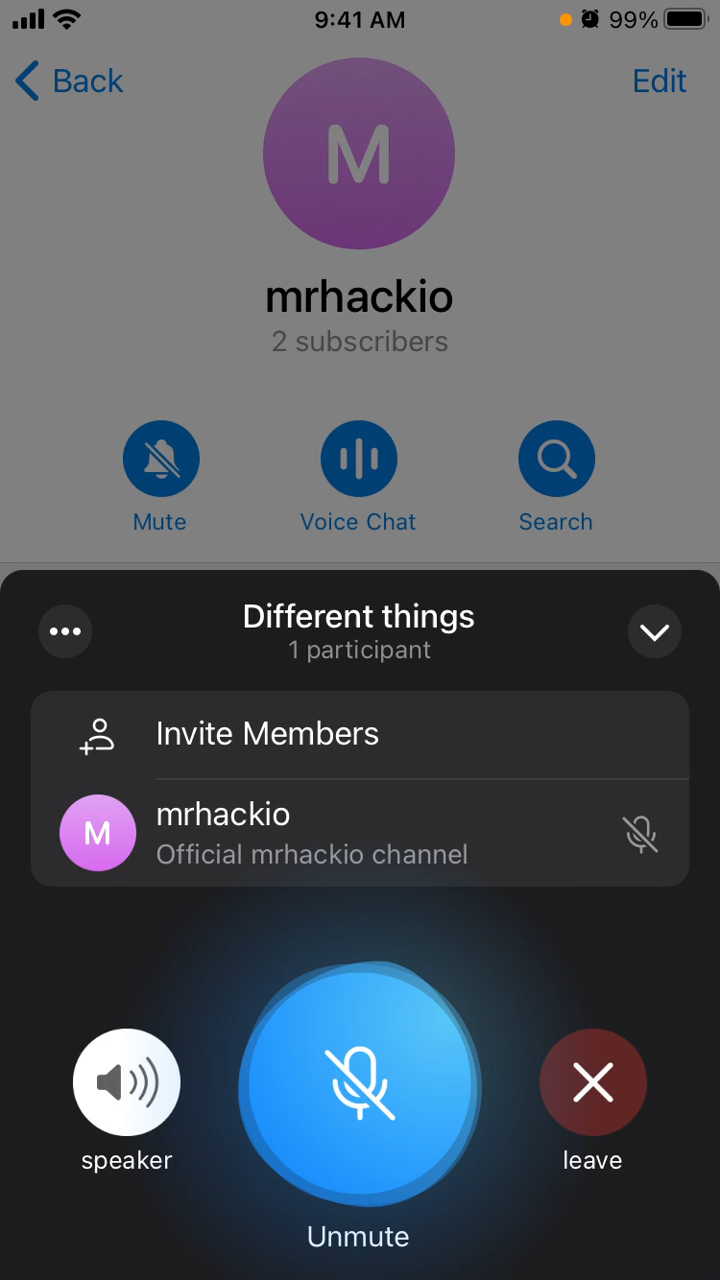 9:41 AM 99%
Back Edit
M
mrhackio
2 subscribers
Mute Voice Chat Search
Different things
1 participant
Invite Members
M mrhackio
Official mrhackio channel
speaker leave
Unmute